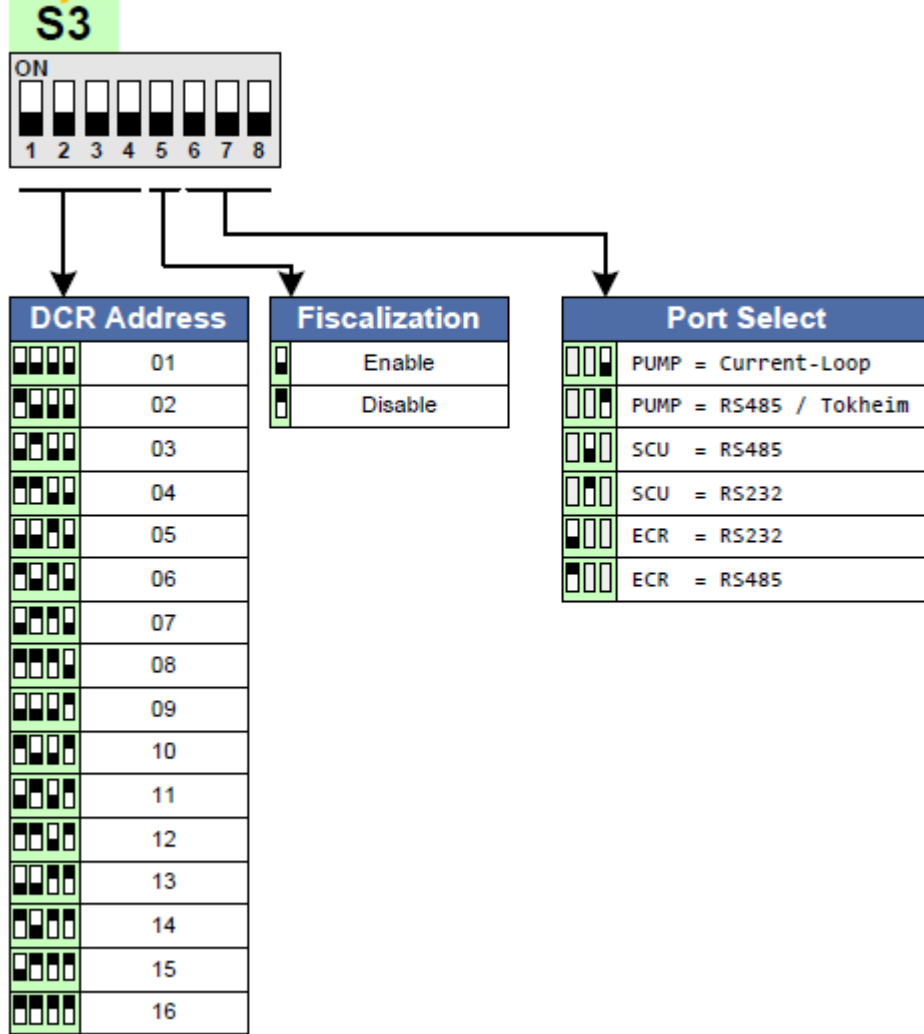 S3
ON
1 2 3 4 5 6 7 8
DCR Address
01
02
03
04
05
06
07
08
09
10
11
12
13
14
15
16
Fiscalization
Enable
Disable
Port Select
PUMP = Current-Loop
PUMP = RS485 / Tokheim
SCU = RS485
SCU = RS232
ECR = RS232
ECR = RS485